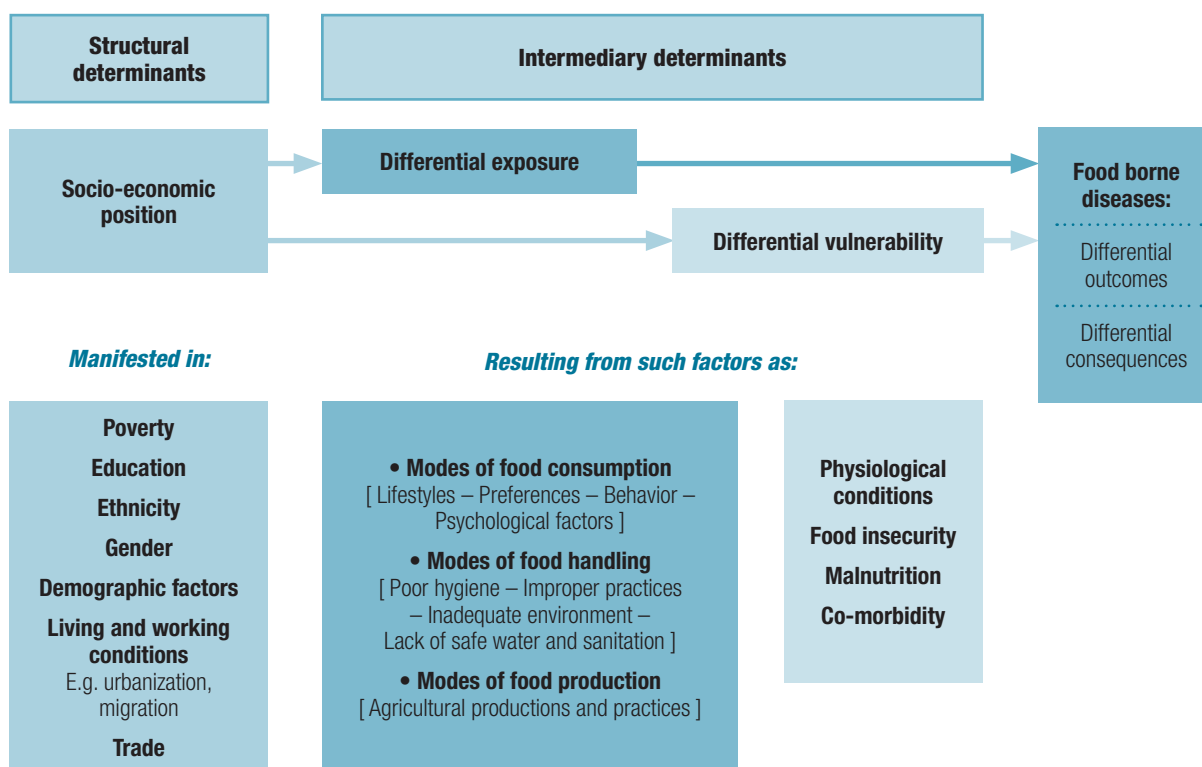 Structural
determinants
Intermediary determinants
Socio-economic
position
Differential exposure
Differential vulnerability
Food borne
diseases:
Differential
outcomes
Differential
consequences
Manifested in:
Resulting from such factors as:
Poverty
Education
Ethnicity
Gender
Demographic factors
Living and working
conditions
E.g. urbanization,
migration
Trade
• Modes of food consumption
[ Lifestyles – Preferences – Behavior –
Psychological factors ]
• Modes of food handling
[ Poor hygiene – Improper practices
– Inadequate environment –
Lack of safe water and sanitation ]
• Modes of food production
[ Agricultural productions and practices ]
Physiological
conditions
Food insecurity
Malnutrition
Co-morbidity